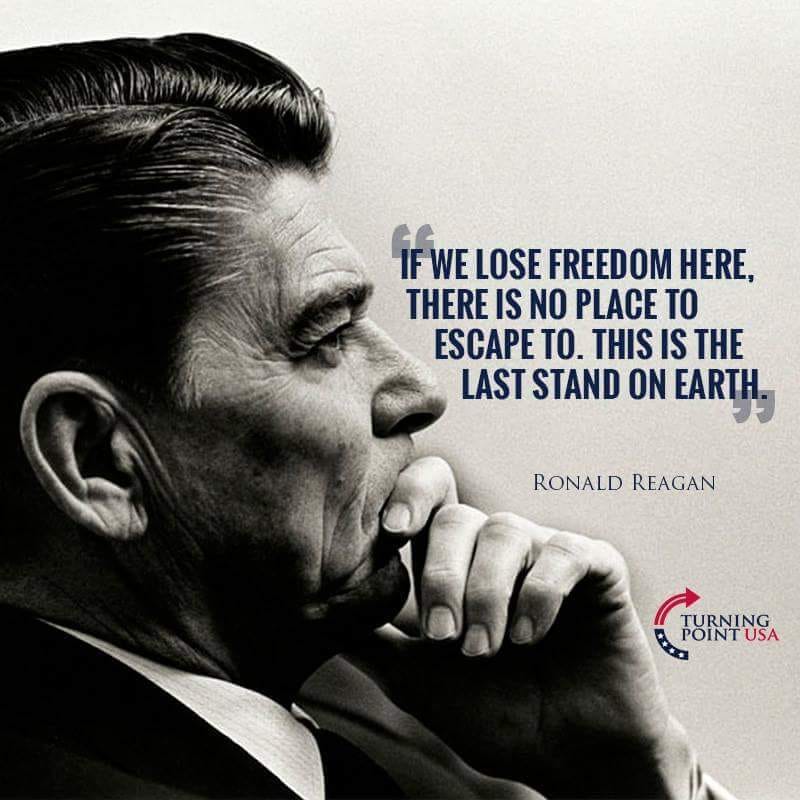 “IF WE LOSE FREEDOM HERE,
THERE IS NO PLACE TO
ESCAPE TO. THIS IS THE
LAST STAND ON EARTH.”
RONALD REAGAN
TURNING
POINT USA